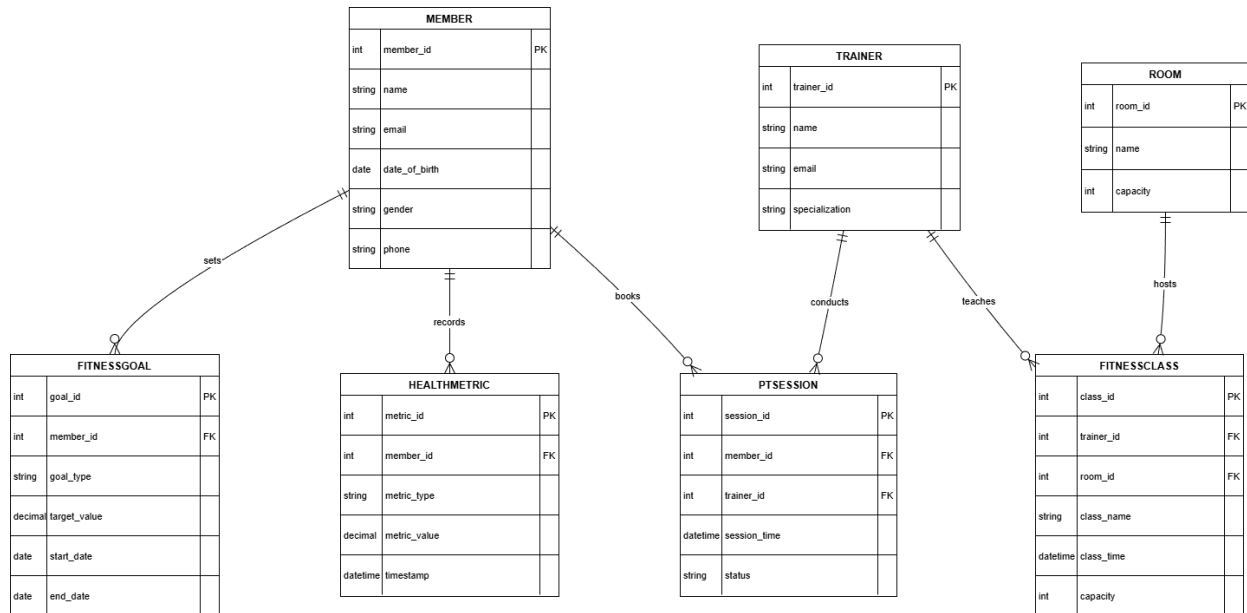 MEMBER
int member_id PK
string name
string email
date date_of_birth
string gender
string phone
TRAINER
int trainer_id PK
string name
string email
string specialization
ROOM
int room_id PK
string name
int capacity
sets
records
books
conducts
teaches
hosts
FITNESSGOAL
int goal_id PK
int member_id FK
string goal_type
decimal target_value
date start_date
date end_date
HEALTHMETRIC
int metric_id PK
int member_id FK
string metric_type
decimal metric_value
datetime timestamp
PTSESSION
int session_id PK
int member_id FK
int trainer_id FK
datetime session_time
string status
FITNESSCLASS
int class_id PK
int trainer_id FK
int room_id FK
string class_name
datetime class_time
int capacity